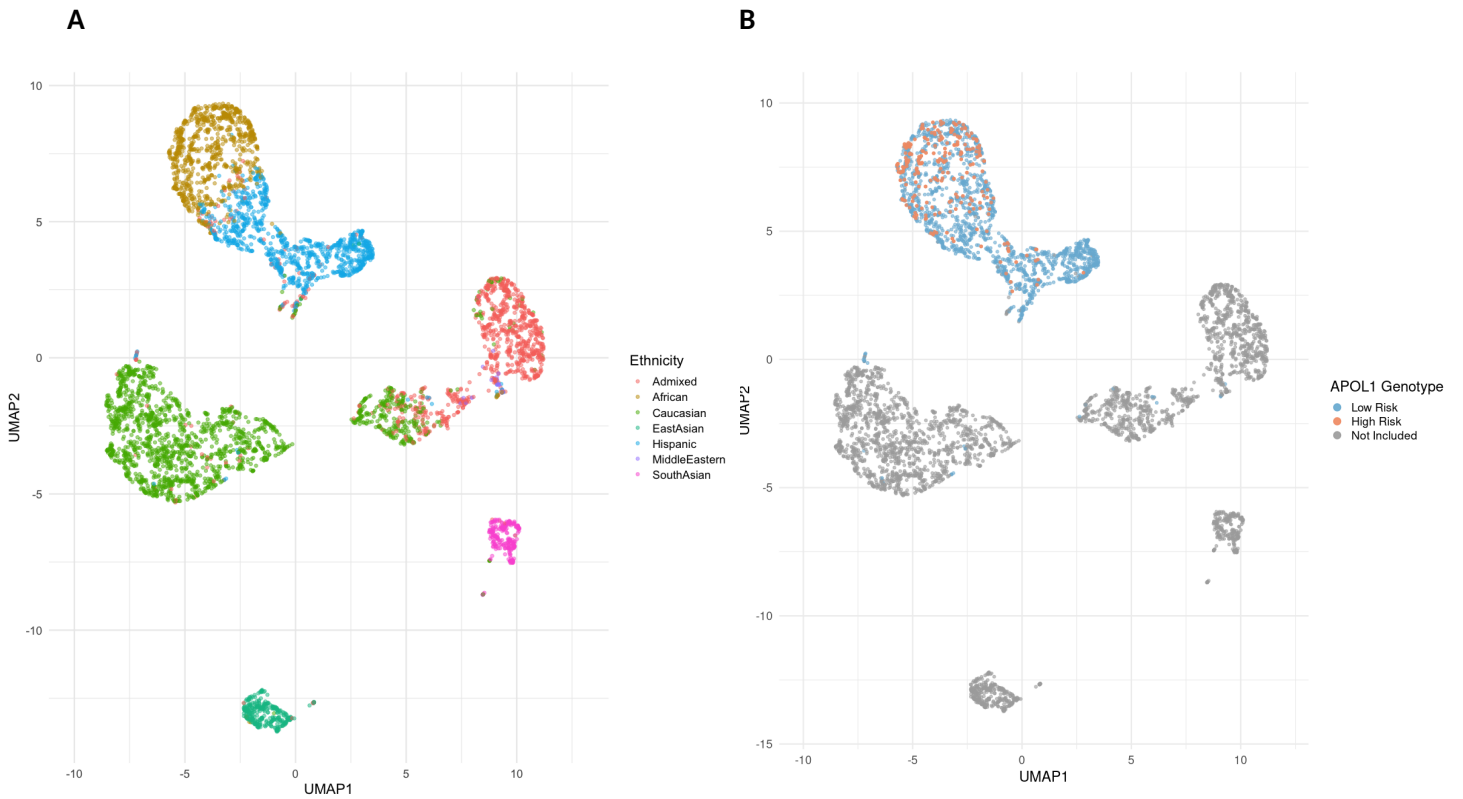 A
B
10
5
0
-5
-10
-10
-5
0
5
10
UMAP1
UMAP2
Ethnicity
Admixed
African
Caucasian
EastAsian
Hispanic
MiddleEastern
SouthAsian
10
5
0
-5
-10
-15
-10
-5
0
5
10
UMAP1
UMAP2
APOL1 Genotype
Low Risk
High Risk
Not Included